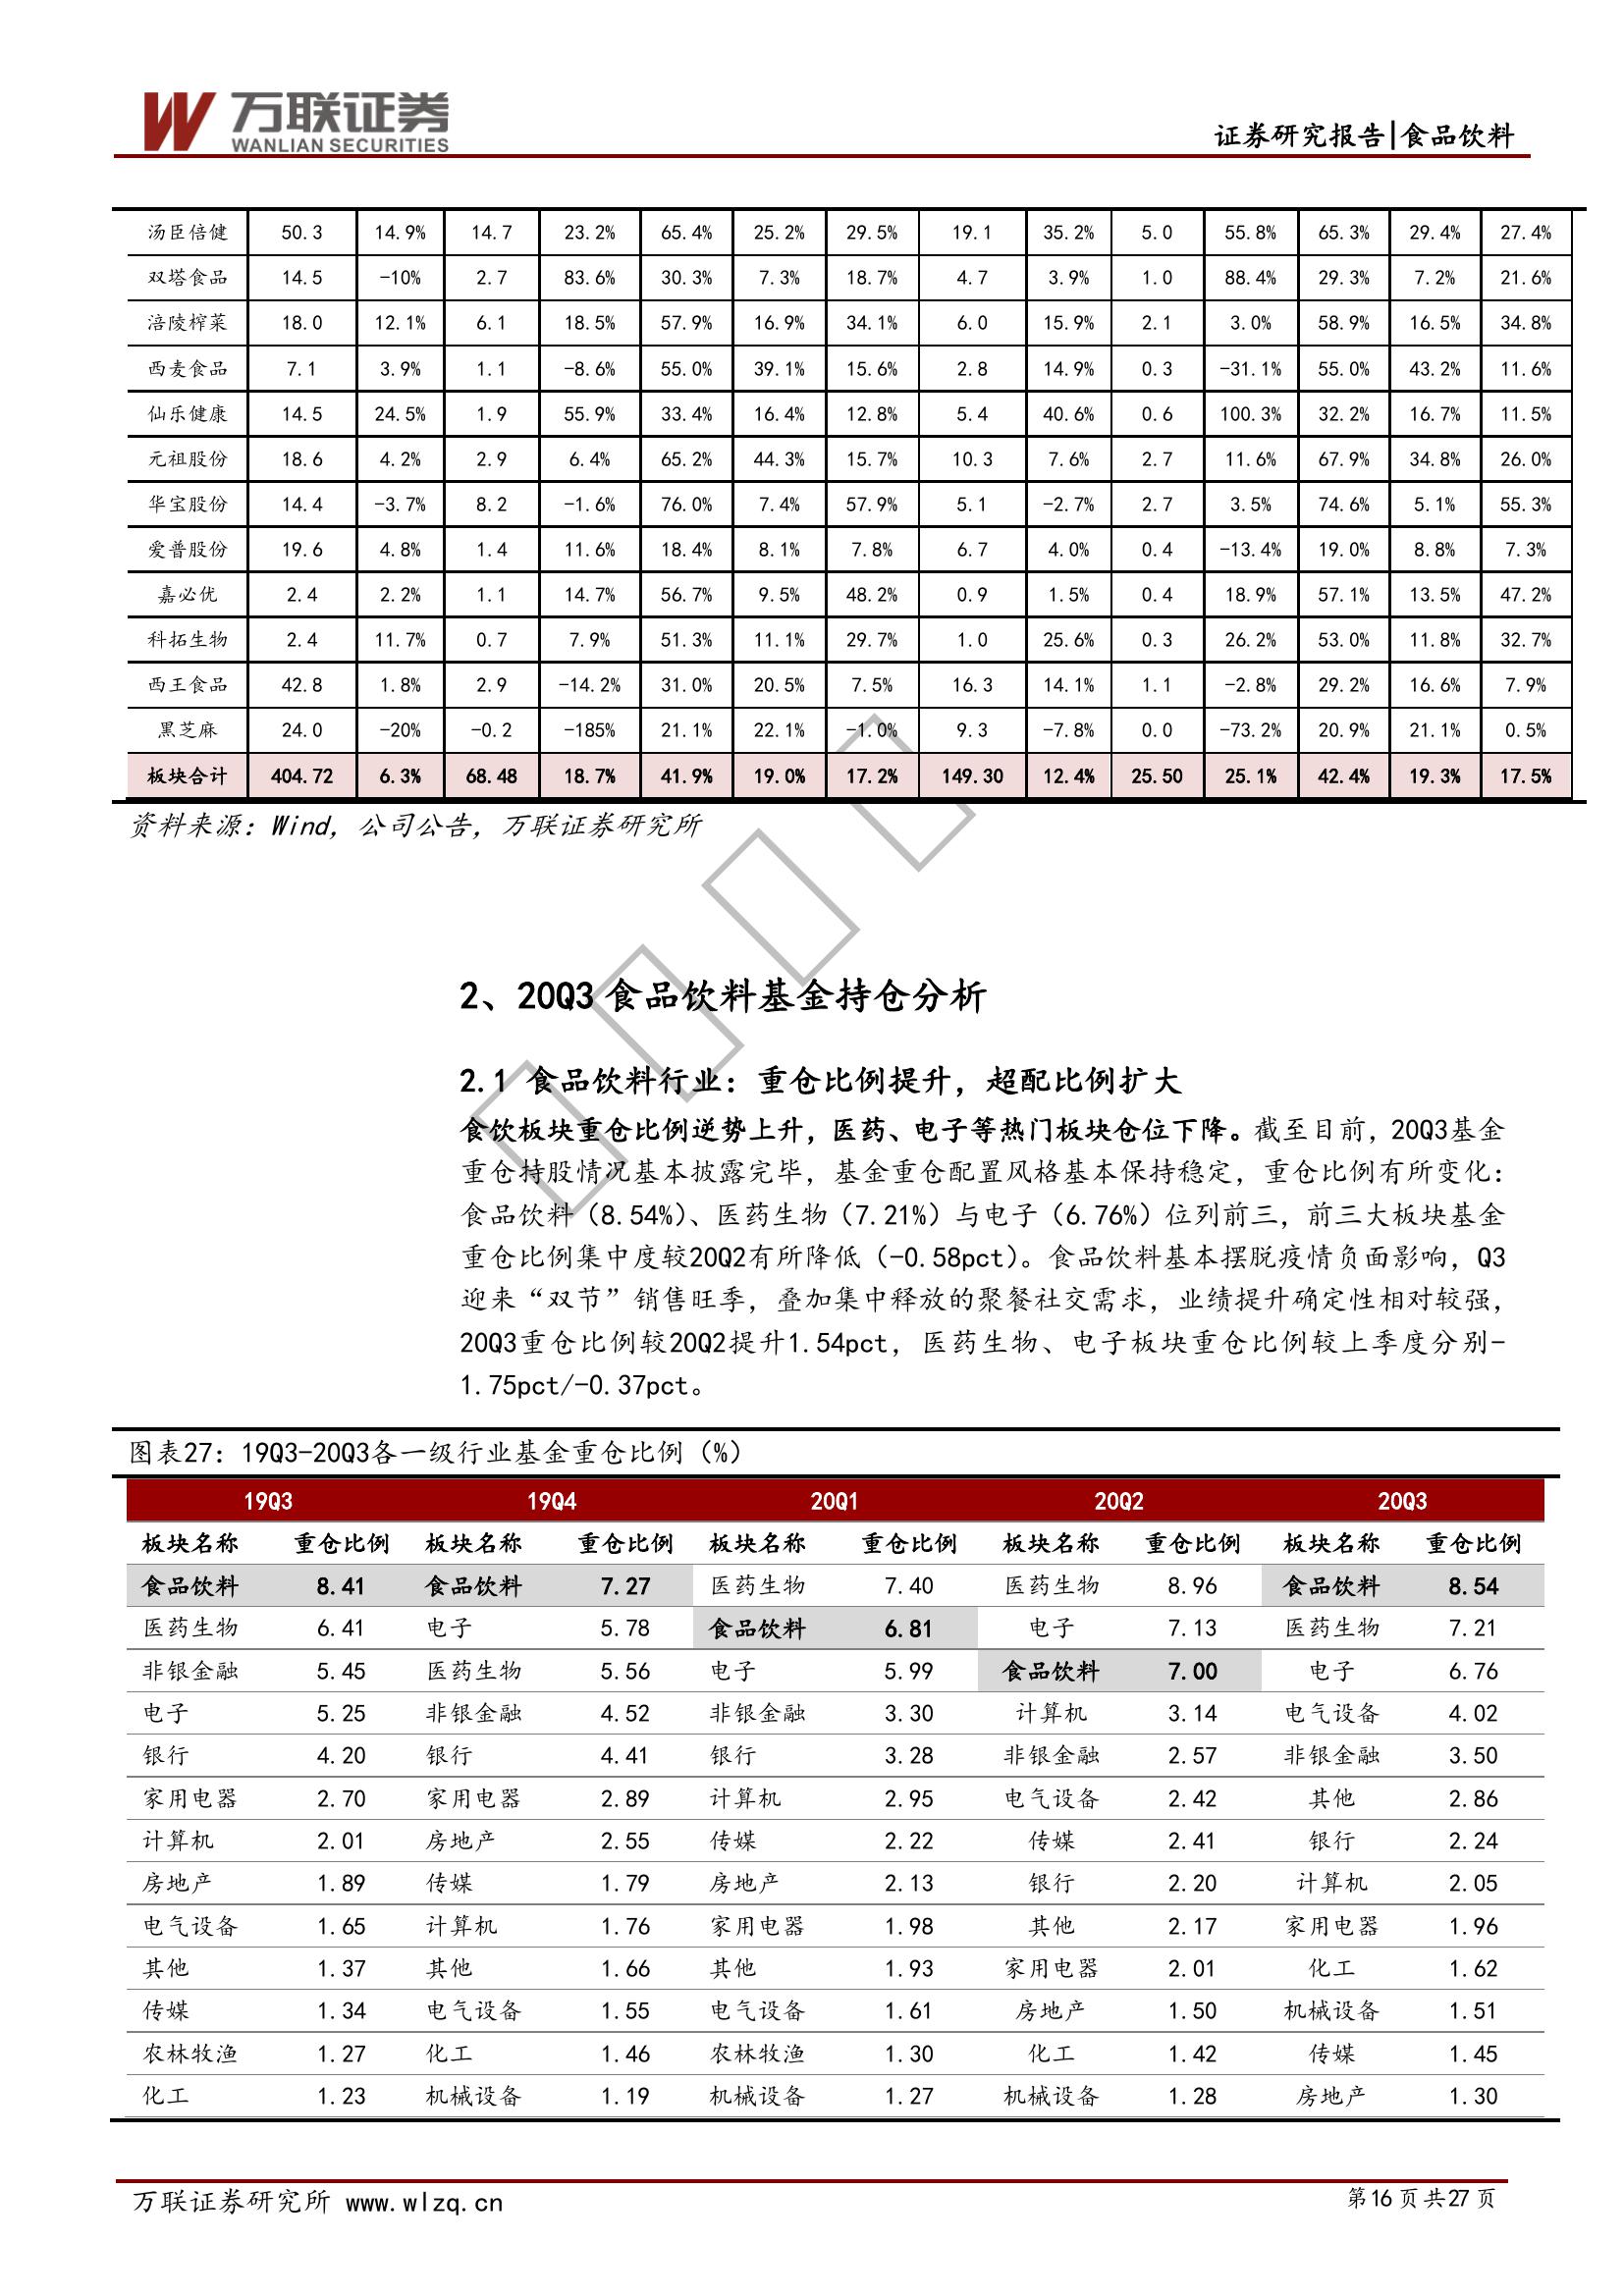 万联证券
WANLIAN SECURITIES
证券研究报告|食品饮料
汤臣倍健 50.3 14.9% 14.7 23.2% 65.4% 25.2% 29.5% 19.1 35.2% 5.0 55.8% 65.3% 29.4% 27.4%
双塔食品 14.5 -10% 2.7 83.6% 30.3% 7.3% 18.7% 4.7 3.9% 1.0 88.4% 29.3% 7.2% 21.6%
涪陵榨菜 18.0 12.1% 6.1 18.5% 57.9% 16.9% 34.1% 6.0 15.9% 2.1 3.0% 58.9% 16.5% 34.8%
西麦食品 7.1 3.9% 1.1 -8.6% 55.0% 39.1% 15.6% 2.8 14.9% 0.3 -31.1% 55.0% 43.2% 11.6%
仙乐健康 14.5 24.5% 1.9 55.9% 33.4% 16.4% 12.8% 5.4 40.6% 0.6 100.3% 32.2% 16.7% 11.5%
元祖股份 18.6 4.2% 2.9 6.4% 65.2% 44.3% 15.7% 10.3 7.6% 2.7 11.6% 67.9% 34.8% 26.0%
华宝股份 14.4 -3.7% 8.2 -1.6% 76.0% 7.4% 57.9% 5.1 -2.7% 2.7 3.5% 74.6% 5.1% 55.3%
爱普股份 19.6 4.8% 1.4 11.6% 18.4% 8.1% 7.8% 6.7 4.0% 0.4 -13.4% 19.0% 8.8% 7.3%
嘉必优 2.4 2.2% 1.1 14.7% 56.7% 9.5% 48.2% 0.9 1.5% 0.4 18.9% 57.1% 13.5% 47.2%
科拓生物 2.4 11.7% 0.7 7.9% 51.3% 11.1% 29.7% 1.0 25.6% 0.3 26.2% 53.0% 11.8% 32.7%
西王食品 42.8 1.8% 2.9 -14.2% 31.0% 20.5% 7.5% 16.3 14.1% 1.1 -2.8% 29.2% 16.6% 7.9%
黑芝麻 24.0 -20% -0.2 -185% 21.1% 22.1% -1.0% 9.3 -7.8% 0.0 -73.2% 20.9% 21.1% 0.5%
板块合计 404.72 6.3% 68.48 18.7% 41.9% 19.0% 17.2% 149.30 12.4% 25.50 25.1% 42.4% 19.3% 17.5%
资料来源：Wind，公司公告，万联证券研究所
2、20Q3 食品饮料基金持仓分析
2.1 食品饮料行业：重仓比例提升，超配比例扩大
食饮板块重仓比例逆势上升，医药、电子等热门板块仓位下降。截至目前，20Q3基金
重仓持股情况基本披露完毕，基金重仓配置风格基本保持稳定，重仓比例有所变化：
食品饮料（8.54%）、医药生物（7.21%）与电子（6.76%）位列前三，前三大板块基金
重仓比例集中度较20Q2有所降低（-0.58pct）。食品饮料基本摆脱疫情负面影响，Q3
迎来“双节”销售旺季，叠加集中释放的聚餐社交需求，业绩提升确定性相对较强，
20Q3重仓比例较20Q2提升1.54pct，医药生物、电子板块重仓比例较上季度分别-
1.75pct/-0.37pct。
图表27：19Q3-20Q3各一级行业基金重仓比例（%）
19Q3 19Q4 20Q1 20Q2 20Q3
板块名称 重仓比例 板块名称 重仓比例 板块名称 重仓比例 板块名称 重仓比例 板块名称 重仓比例
食品饮料 8.41 食品饮料 7.27 医药生物 7.40 医药生物 8.96 食品饮料 8.54
医药生物 6.41 电子 5.78 食品饮料 6.81 电子 7.13 医药生物 7.21
非银金融 5.45 医药生物 5.56 电子 5.99 食品饮料 7.00 电子 6.76
电子 5.25 非银金融 4.52 非银金融 3.30 计算机 3.14 电气设备 4.02
银行 4.20 银行 4.41 银行 3.28 非银金融 2.57 非银金融 3.50
家用电器 2.70 家用电器 2.89 计算机 2.95 电气设备 2.42 其他 2.86
计算机 2.01 房地产 2.55 传媒 2.22 传媒 2.41 银行 2.24
房地产 1.89 传媒 1.79 房地产 2.13 银行 2.20 计算机 2.05
电气设备 1.65 计算机 1.76 家用电器 1.98 其他 2.17 家用电器 1.96
其他 1.37 其他 1.66 其他 1.93 家用电器 2.01 化工 1.62
传媒 1.34 电气设备 1.55 电气设备 1.61 房地产 1.50 机械设备 1.51
农林牧渔 1.27 化工 1.46 农林牧渔 1.30 化工 1.42 传媒 1.45
化工 1.23 机械设备 1.19 机械设备 1.27 机械设备 1.28 房地产 1.30
万联证券研究所 www.wlzq.cn
第16页共27页